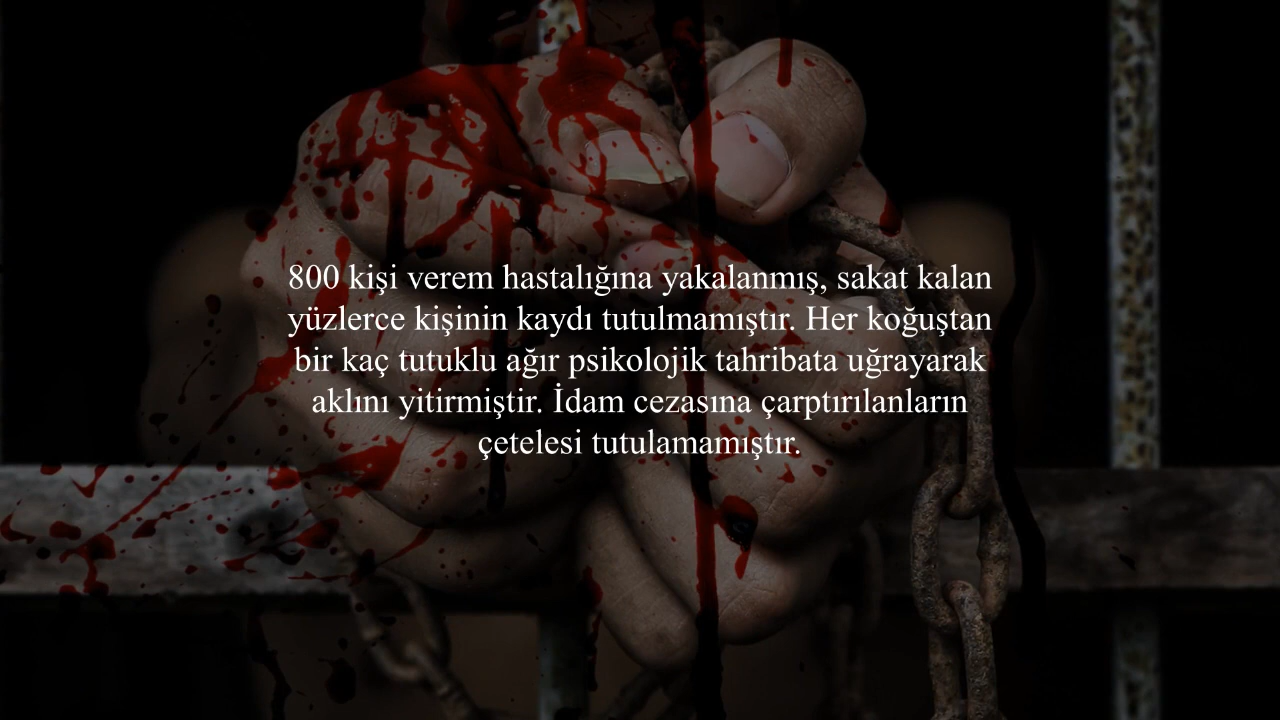 800 kişi verem hastalığına yakalanmış, sakat kalan
yüzlerce kişinin kaydı tutulmamıştır. Her koğuştan
bir kaç tutuklu ağır psikolojik tahribata uğrayarak
aklını yitirmiştir. İdam cezasına çarptırılanların
çetelesi tutulamamıştır.